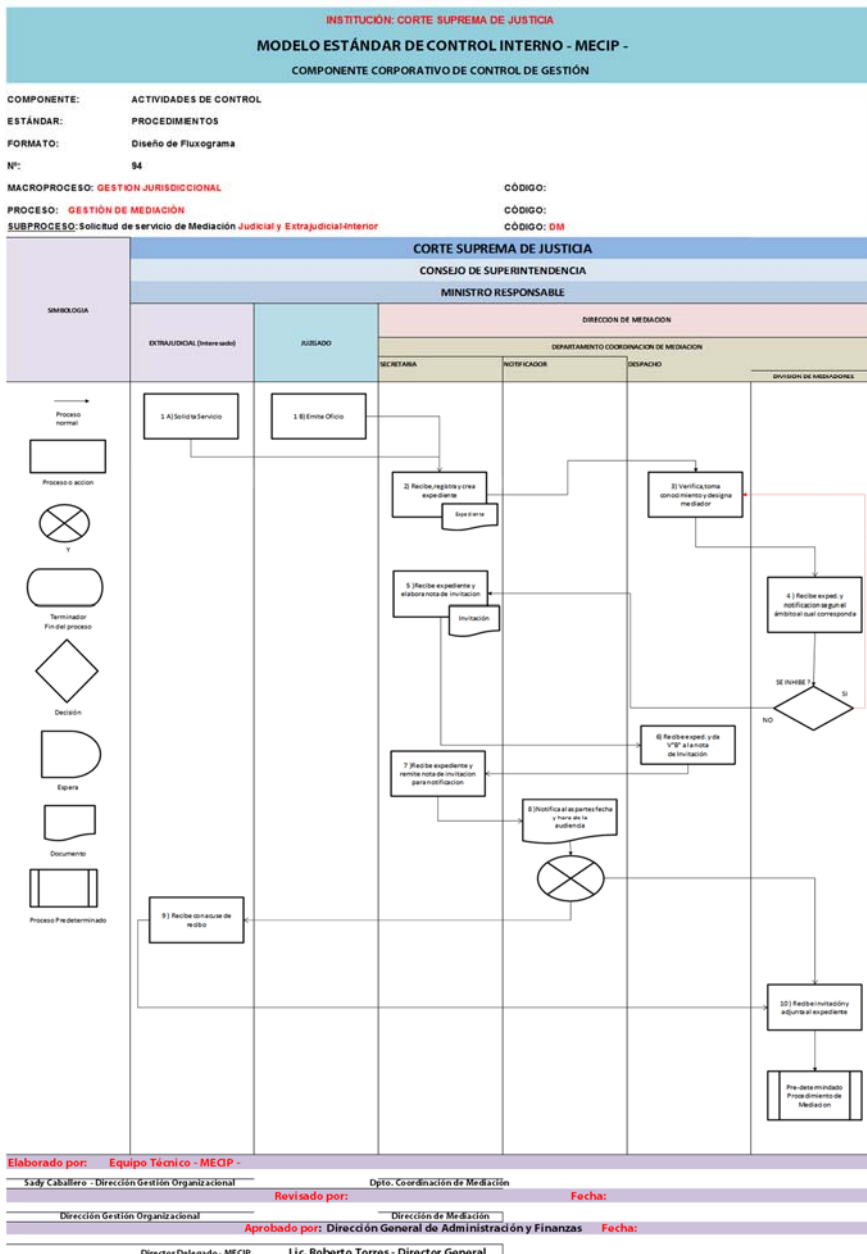 INSTITUCIÓN: CORTE SUPREMA DE JUSTICIA
MODELO ESTÁNDAR DE CONTROL INTERNO - MECIP -
COMPONENTE CORPORATIVO DE CONTROL DE GESTIÓN
COMPONENTE: ACTIVIDADES DE CONTROL
ESTÁNDAR: PROCEDIMIENTOS
FORMATO: Diseño de Fluxograma
Nº: 94
MACROPROCESO: GESTION JURISDICCIONAL CÓDIGO:
PROCESO: GESTIÓN DE MEDIACIÓN CÓDIGO:
SUBPROCESO: Solicitud de servicio de Mediación Judicial y Extrajudicial-Interior CÓDIGO: DM
CORTE SUPREMA DE JUSTICIA
CONSEJO DE SUPERINTENDENCIA
MINISTRO RESPONSABLE
SIMBOLOGIA
EXTRAJUDICIAL (Interesado)
JUZGADO
DIRECCION DE MEDIACION
DEPARTAMENTO COORDINACION DE MEDIACION
SECRETARIA
NOTIFICADOR
DESPACHO
DIVISION DE MEDIADORES
Proceso
normal
Proceso o accion
Y
Terminador
Fin del proceso
Decisión
Espera
Documento
Proceso Predeterminado
1 A) Solicita Servicio
1 B) Emite Oficio
2) Recibe, registra y crea
expediente
Expediente
3) Verifica, toma
conocimiento y designa
mediador
4 ) Recibe exped. y
notificacion segun el
ámbito al cual corresponda
SE INHIBE ?
SI
NO
5 )Recibe expediente y
elabora nota de invitacion
Invitación
6) Recibe exped. y da
V°B° a la nota
de Invitación
7 )Recibe expediente y
remite nota de invitacion
para notificacion
8 )Notifica a las partes fecha
y hora de la
audiencia
9 ) Recibe con acuse de
recibo
10 ) Recibe invitación y
adjunta al expediente
Pre-determindado
Procedimiento de
Mediacion
Elaborado por: Equipo Técnico - MECIP -
Sady Caballero - Dirección Gestión Organizacional Dpto. Coordinación de Mediación
Revisado por: Fecha:
Dirección Gestión Organizacional Dirección de Mediación
Aprobado por: Dirección General de Administración y Finanzas Fecha:
Director Delegado - MECIP Lic. Roberto Torres - Director General